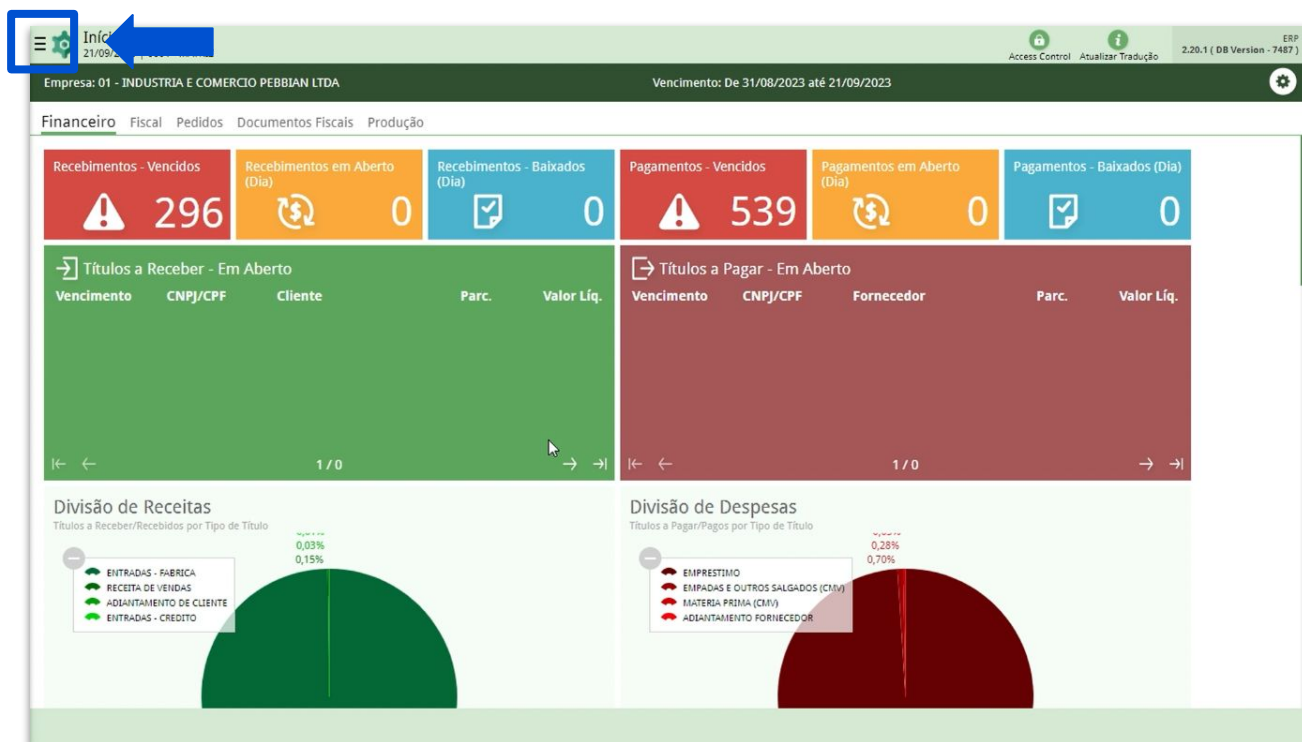 Iníc
21/09/2
Access Control
Atualizar Tradução
ERP
2.20.1 ( DB Version - 7487 )
Empresa: 01 - INDUSTRIA E COMERCIO PEBBIAN LTDA
Vencimento: De 31/08/2023 até 21/09/2023
Financeiro Fiscal Pedidos Documentos Fiscais Produção
Recebimentos - Vencidos
296
Recebimentos em Aberto
(Dia)
0
Recebimentos - Baixados
(Dia)
0
Pagamentos - Vencidos
539
Pagamentos em Aberto
(Dia)
0
Pagamentos - Baixados (Dia)
0
Títulos a Receber - Em Aberto
Vencimento CNPJ/CPF Cliente Parc. Valor Líq.
1 / 0
Títulos a Pagar - Em Aberto
Vencimento CNPJ/CPF Fornecedor Parc. Valor Líq.
1 / 0
Divisão de Receitas
Títulos a Receber/Recebidos por Tipo de Título
0,03%
0,15%
ENTRADAS - FABRICA
RECEITA DE VENDAS
ADIANTAMENTO DE CLIENTE
ENTRADAS - CREDITO
Divisão de Despesas
Títulos a Pagar/Pagos por Tipo de Título
0,28%
0,70%
EMPRESTIMO
EMPADAS E OUTROS SALGADOS (CMV)
MATERIA PRIMA (CMV)
ADIANTAMENTO FORNECEDOR